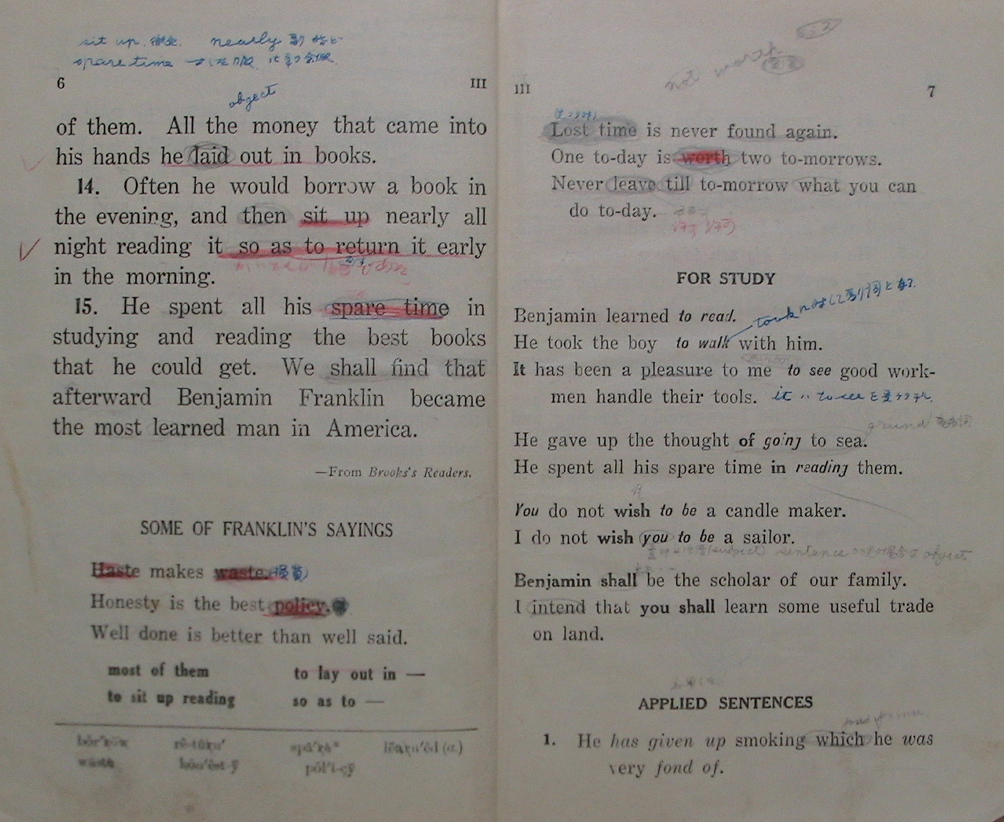 sit up. nearly 副
spare time
6 III
object
of them. All the money that came into
his hands he laid out in books.
14. Often he would borrow a book in
the evening, and then sit up nearly all
night reading it so as to return it early
in the morning.
15. He spent all his spare time in
studying and reading the best books
that he could get. We shall find that
afterward Benjamin Franklin became
the most learned man in America.
—From Brooks's Readers.
SOME OF FRANKLIN'S SAYINGS
Haste makes waste.
Honesty is the best policy.
Well done is better than well said.
most of them to lay out in —
to sit up reading so as to —
not worth
III 7
Lost time is never found again.
One to-day is worth two to-morrows.
Never leave till to-morrow what you can
do to-day.
FOR STUDY
Benjamin learned to read.
took
He took the boy to walk with him.
It has been a pleasure to me to see good work-
men handle their tools. it to see
He gave up the thought of going to sea.
He spent all his spare time in reading them.
You do not wish to be a candle maker.
I do not wish you to be a sailor.
(subject) sentence object
Benjamin shall be the scholar of our family.
I intend that you shall learn some useful trade
on land.
APPLIED SENTENCES
1. He has given up smoking which he was
very fond of.